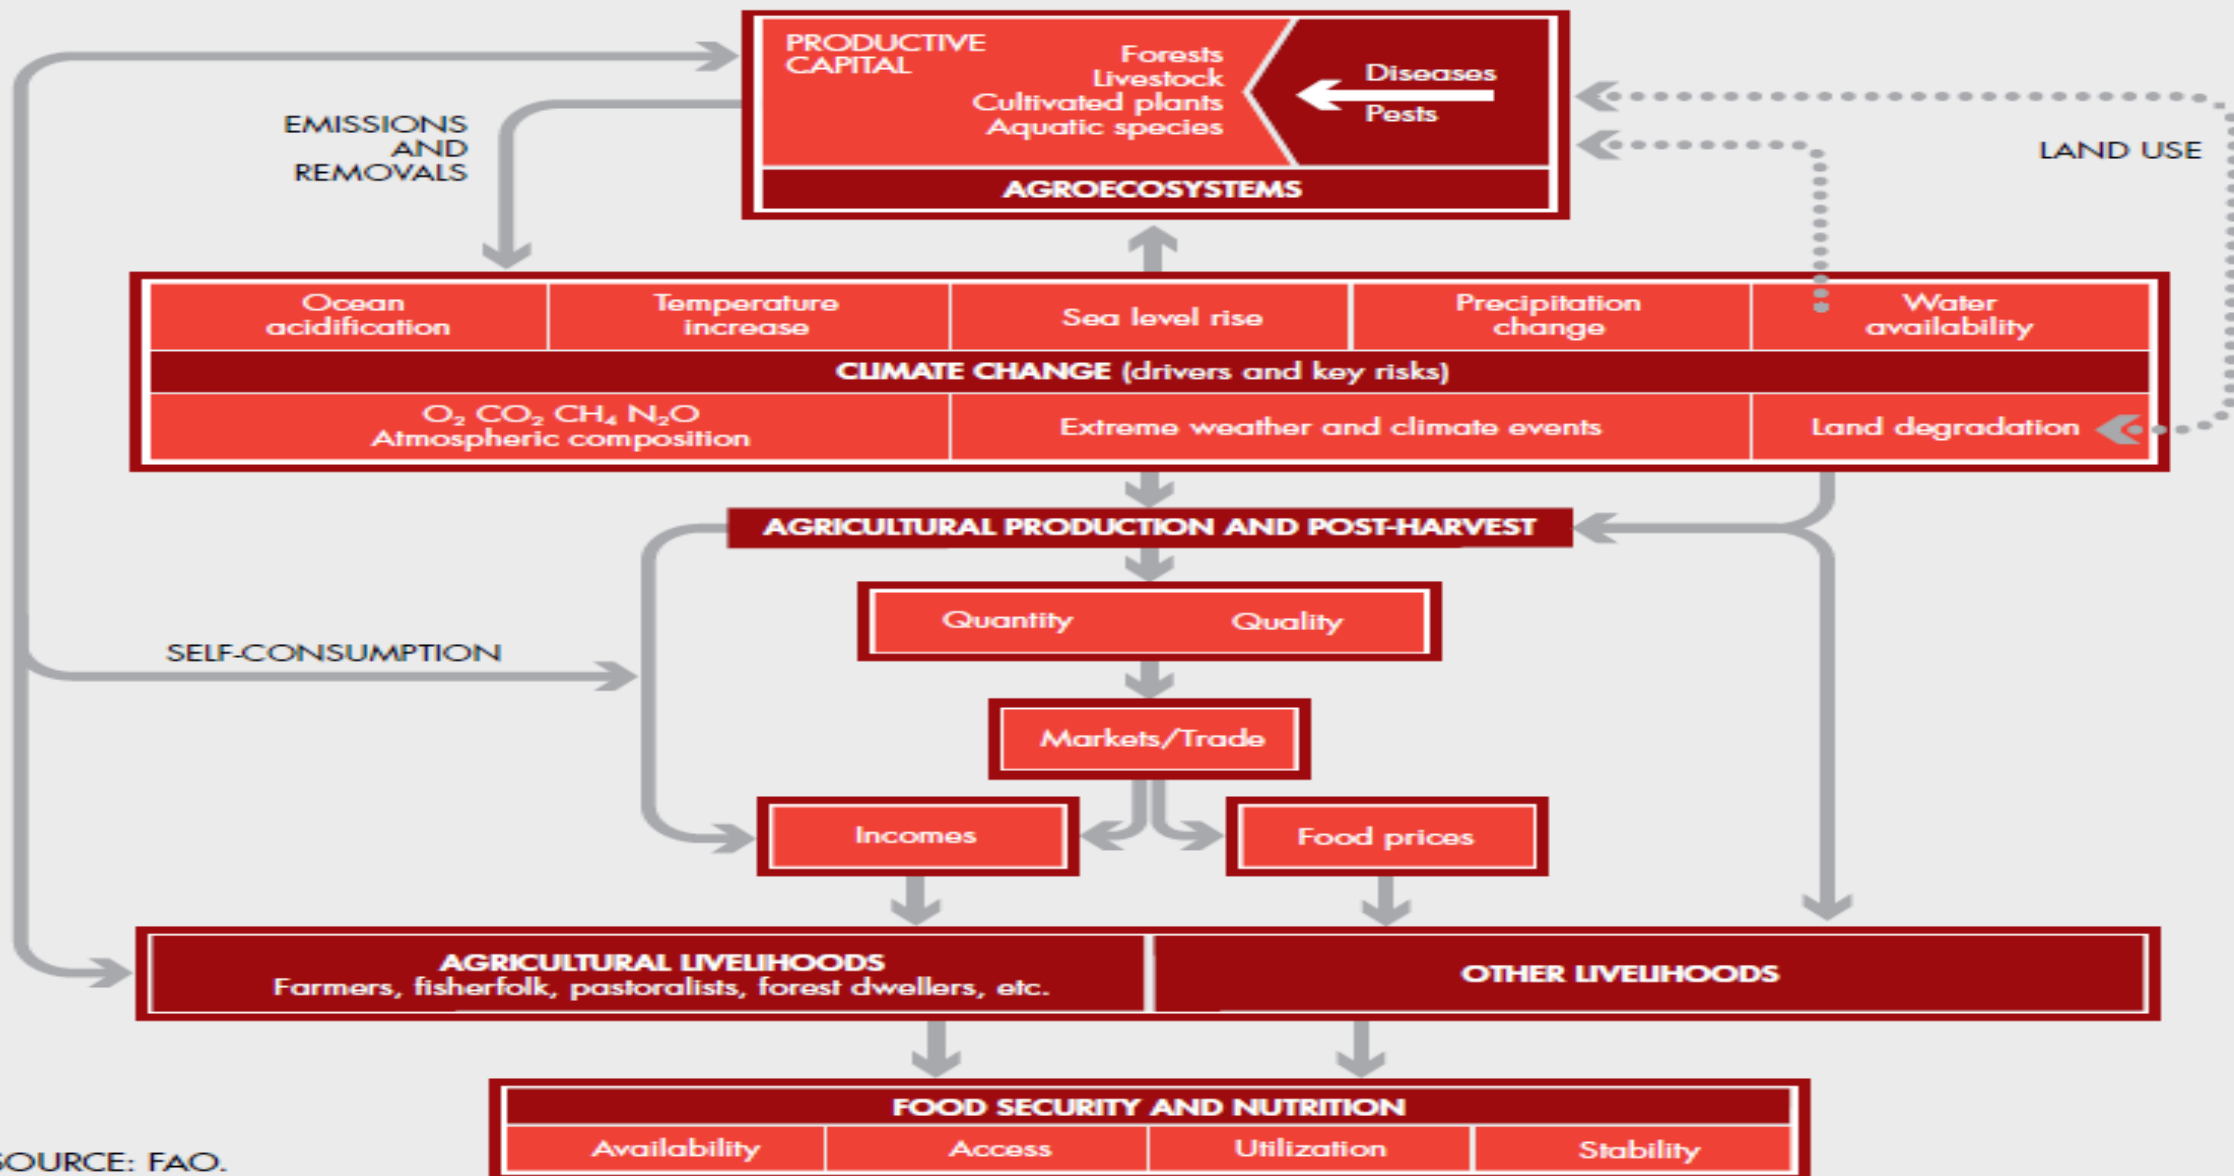 PRODUCTIVE
CAPITAL
Forests
Livestock
Cultivated plants
Aquatic species
Diseases
Pests
AGROECOSYSTEMS
EMISSIONS
AND
REMOVALS
LAND USE
Ocean
acidification
Temperature
increase
Sea level rise
Precipitation
change
Water
availability
CLIMATE CHANGE (drivers and key risks)
O₂ CO₂ CH₄ N₂O
Atmospheric composition
Extreme weather and climate events
Land degradation
AGRICULTURAL PRODUCTION AND POST-HARVEST
Quantity
Quality
SELF-CONSUMPTION
Markets/Trade
Incomes
Food prices
AGRICULTURAL LIVELIHOODS
Farmers, fisherfolk, pastoralists, forest dwellers, etc.
OTHER LIVELIHOODS
FOOD SECURITY AND NUTRITION
Availability
Access
Utilization
Stability
SOURCE: FAO.